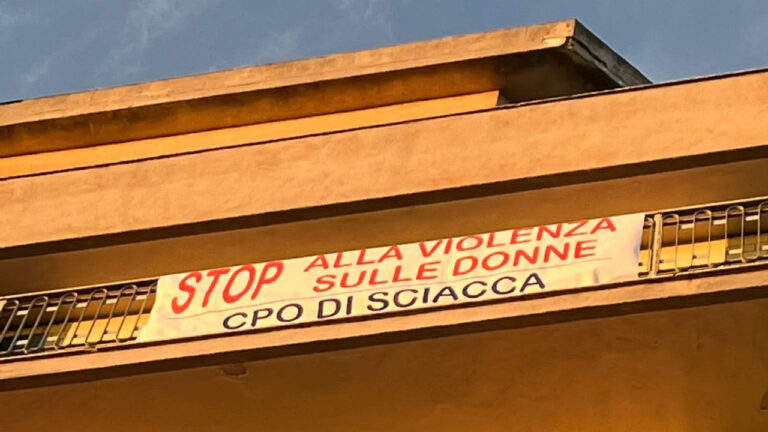 STOP ALLA VIOLENZA
SULLE DONNE
CPO DI SCIACCA